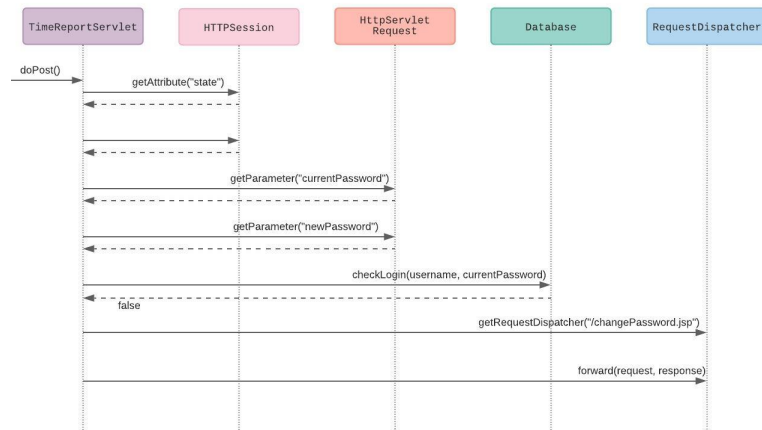 TimeReportServlet
HTTPSession
HttpServlet
Request
Database
RequestDispatcher
doPost()
getAttribute("state")
getParameter("currentPassword")
getParameter("newPassword")
checkLogin(username, currentPassword)
false
getRequestDispatcher("/changePassword.jsp")
forward(request, response)